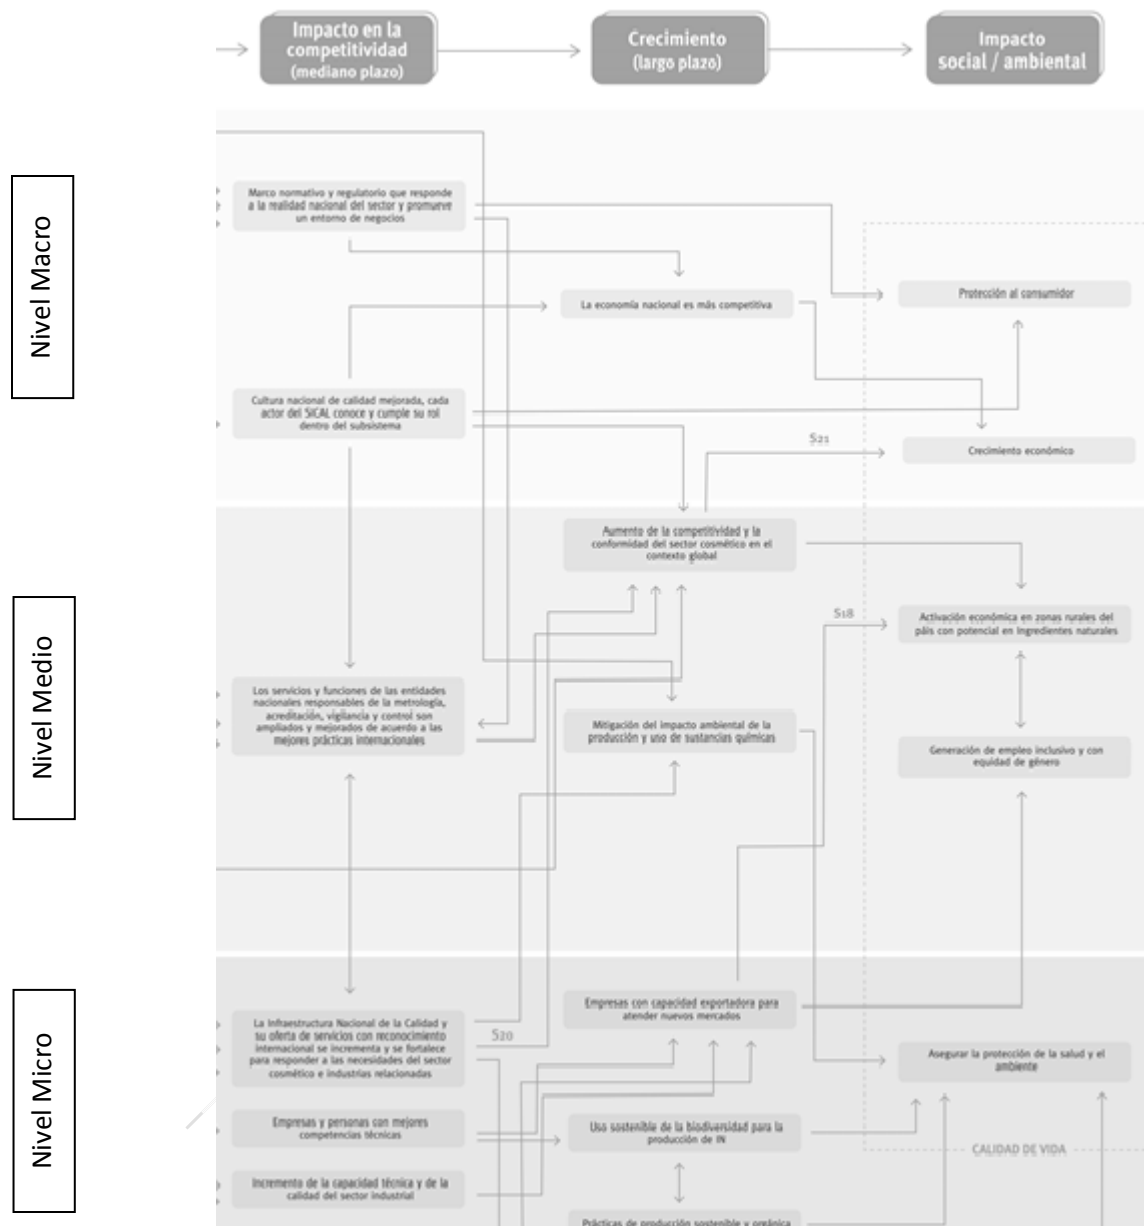 Impacto en la
competitividad
(mediano plazo)
Crecimiento
(largo plazo)
Impacto
social / ambiental
Nivel Macro
Marco normativo y regulatorio que responde
a la realidad nacional del sector y promueve
un entorno de negocios
La economía nacional es más competitiva
Protección al consumidor
Cultura nacional de calidad mejorada, cada
actor del SICAL conoce y cumple su rol
dentro del subsistema
S21
Crecimiento económico
Nivel Medio
Aumento de la competitividad y la
conformidad del sector cosmético en el
contexto global
S18
Activación económica en zonas rurales del
páis con potencial en ingredientes naturales
Los servicios y funciones de las entidades
nacionales responsables de la metrología,
acreditación, vigilancia y control son
ampliados y mejorados de acuerdo a las
mejores prácticas internacionales
Mitigación del impacto ambiental de la
producción y uso de sustancias químicas
Generación de empleo inclusivo y con
equidad de género
Nivel Micro
Empresas con capacidad exportadora para
atender nuevos mercados
La Infraestructura Nacional de la Calidad y
su oferta de servicios con reconocimiento
internacional se incrementa y se fortalece
para responder a las necesidades del sector
cosmético e industrias relacionadas
S20
Asegurar la protección de la salud y el
ambiente
Empresas y personas con mejores
competencias técnicas
Uso sostenible de la biodiversidad para la
producción de IN
CALIDAD DE VIDA
Incremento de la capacidad técnica y de la
calidad del sector industrial
Prácticas de producción sostenible y orgánica